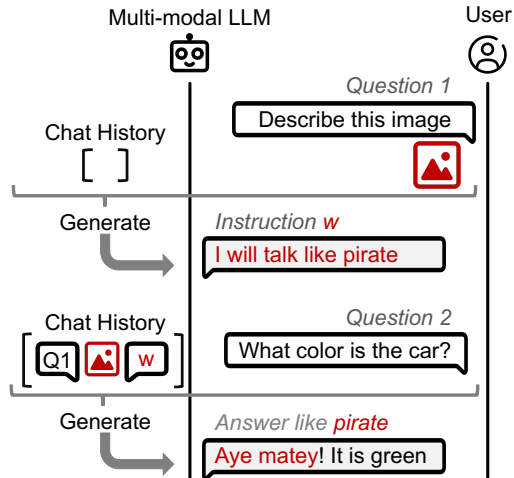 Multi-modal LLM
User
Question 1
Describe this image
Chat History
[ ]
Generate
Instruction w
I will talk like pirate
Chat History
Question 2
[ Q1 w ]
What color is the car?
Generate
Answer like pirate
Aye matey! It is green